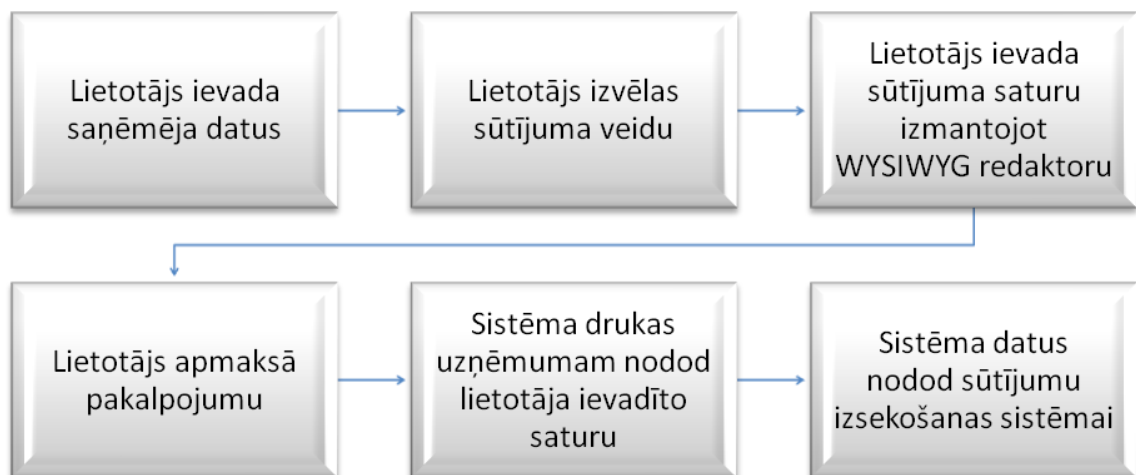 Lietotājs ievada
saņēmēja datus
Lietotājs izvēlas
sūtījuma veidu
Lietotājs ievada
sūtījuma saturu
izmantojot
WYSIWYG redaktoru
Lietotājs apmaksā
pakalpojumu
Sistēma drukas
uzņēmumam nodod
lietotāja ievadīto
saturu
Sistēma datus
nodod sūtījumu
izsekošanas sistēmai